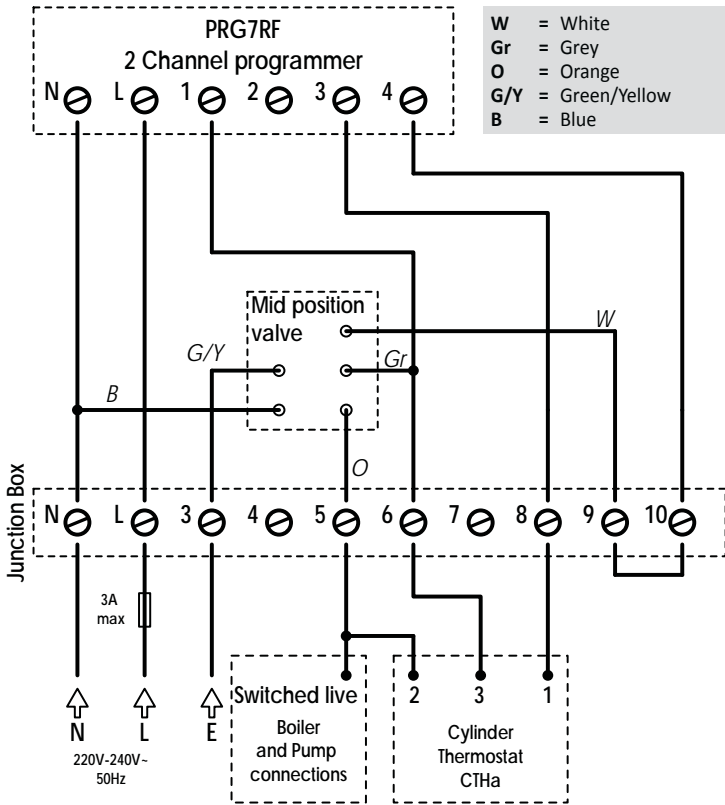 PRG7RF
2 Channel programmer
N L 1 2 3 4
W = White
Gr = Grey
O = Orange
G/Y = Green/Yellow
B = Blue
Mid position
valve
W
G/Y
Gr
B
O
Junction Box
N L 3 4 5 6 7 8 9 10
3A
max
N L E
220V-240V~
50Hz
Switched live
Boiler
and Pump
connections
2 3 1
Cylinder
Thermostat
CTHa